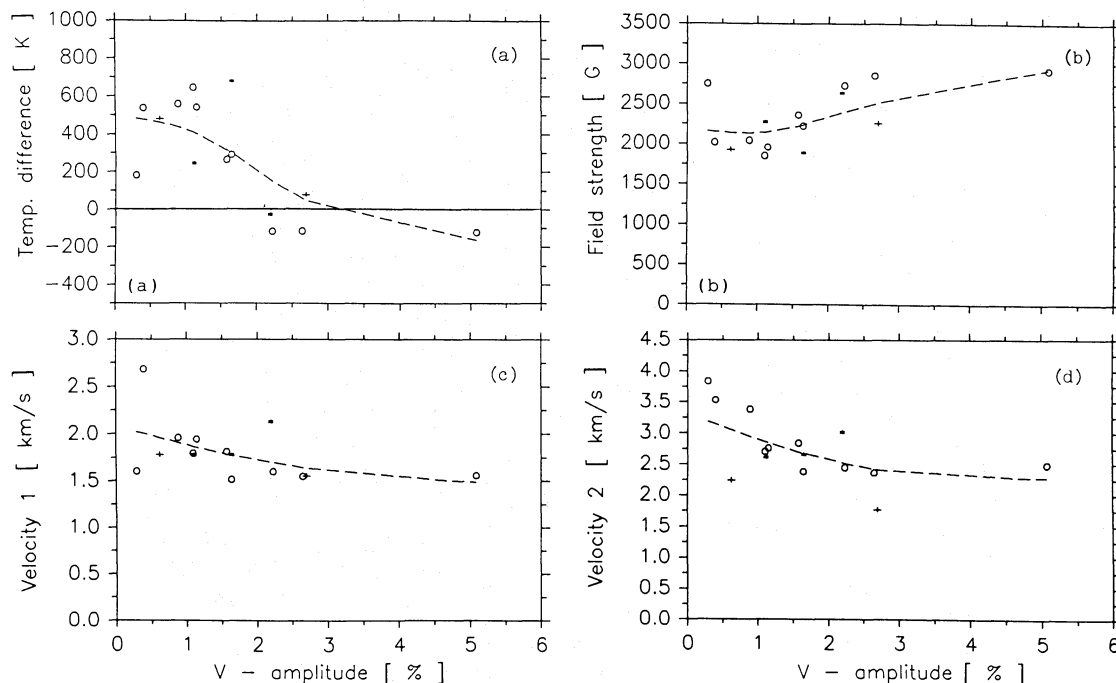 Temp. difference [ K ]
1000
800
600
400
200
0
−200
−400
(a)
(a)
Field strength [ G ]
3500
3000
2500
2000
1500
1000
500
0
(b)
(b)
Velocity 1 [ km/s ]
3.0
2.5
2.0
1.5
1.0
0.5
0.0
(c)
0 1 2 3 4 5 6
V − amplitude [ % ]
Velocity 2 [ km/s ]
4.5
4.0
3.5
3.0
2.5
2.0
1.5
1.0
0.5
0.0
(d)
0 1 2 3 4 5 6
V − amplitude [ % ]